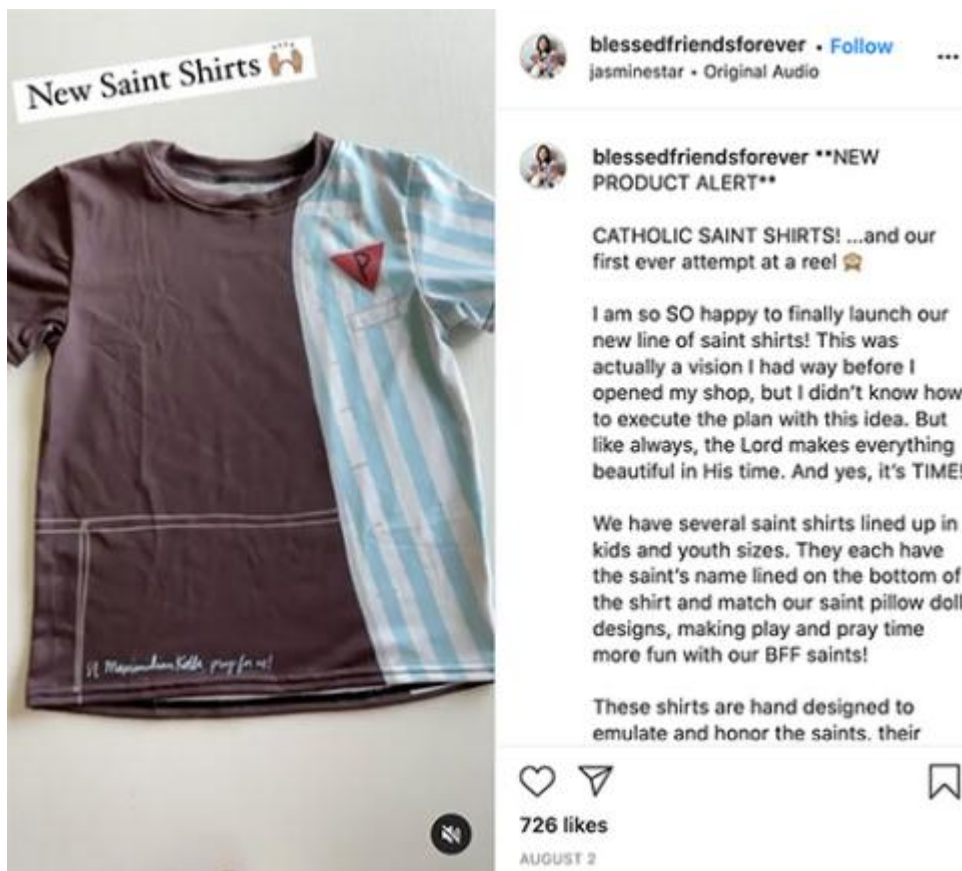 New Saint Shirts 🙌🏽
P
St Maximilian Kolbe, pray for us!
blessedfriendsforever • Follow
jasminestar • Original Audio
blessedfriendsforever **NEW
PRODUCT ALERT**
CATHOLIC SAINT SHIRTS! ...and our
first ever attempt at a reel 🙊
I am so SO happy to finally launch our
new line of saint shirts! This was
actually a vision I had way before I
opened my shop, but I didn't know how
to execute the plan with this idea. But
like always, the Lord makes everything
beautiful in His time. And yes, it's TIME!
We have several saint shirts lined up in
kids and youth sizes. They each have
the saint's name lined on the bottom of
the shirt and match our saint pillow doll
designs, making play and pray time
more fun with our BFF saints!
These shirts are hand designed to
emulate and honor the saints, their
726 likes
AUGUST 2